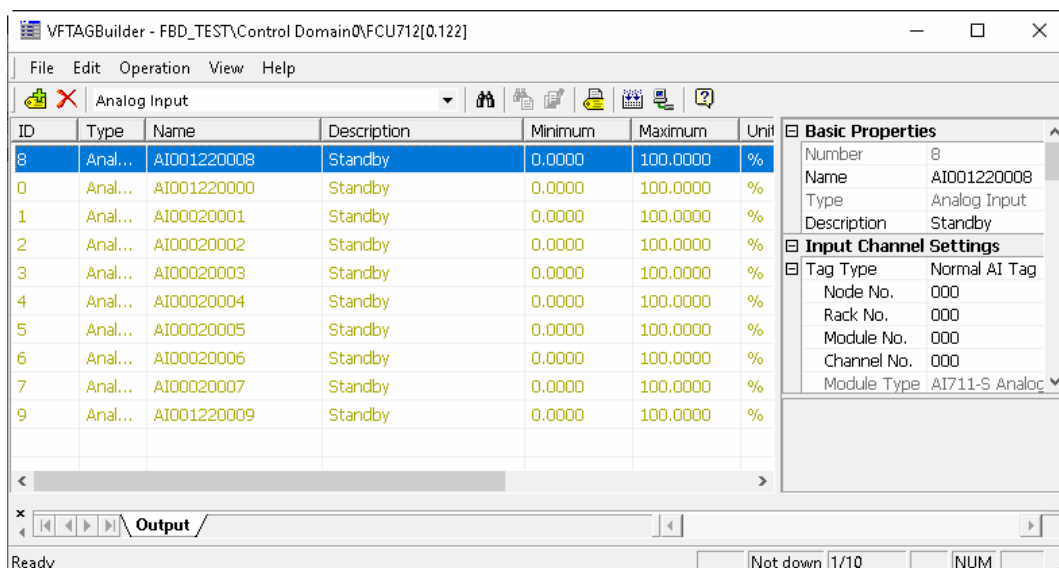 VFTAGBuilder - FBD_TEST\Control Domain0\FCU712[0.122]
File Edit Operation View Help
Analog Input
ID Type Name Description Minimum Maximum Unit
8 Anal... AI001220008 Standby 0.0000 100.0000 %
0 Anal... AI001220000 Standby 0.0000 100.0000 %
1 Anal... AI00020001 Standby 0.0000 100.0000 %
2 Anal... AI00020002 Standby 0.0000 100.0000 %
3 Anal... AI00020003 Standby 0.0000 100.0000 %
4 Anal... AI00020004 Standby 0.0000 100.0000 %
5 Anal... AI00020005 Standby 0.0000 100.0000 %
6 Anal... AI00020006 Standby 0.0000 100.0000 %
7 Anal... AI00020007 Standby 0.0000 100.0000 %
9 Anal... AI001220009 Standby 0.0000 100.0000 %
Basic Properties
Number 8
Name AI001220008
Type Analog Input
Description Standby
Input Channel Settings
Tag Type Normal AI Tag
Node No. 000
Rack No. 000
Module No. 000
Channel No. 000
Module Type AI711-S Analog
Output
Ready Not down 1/10 NUM